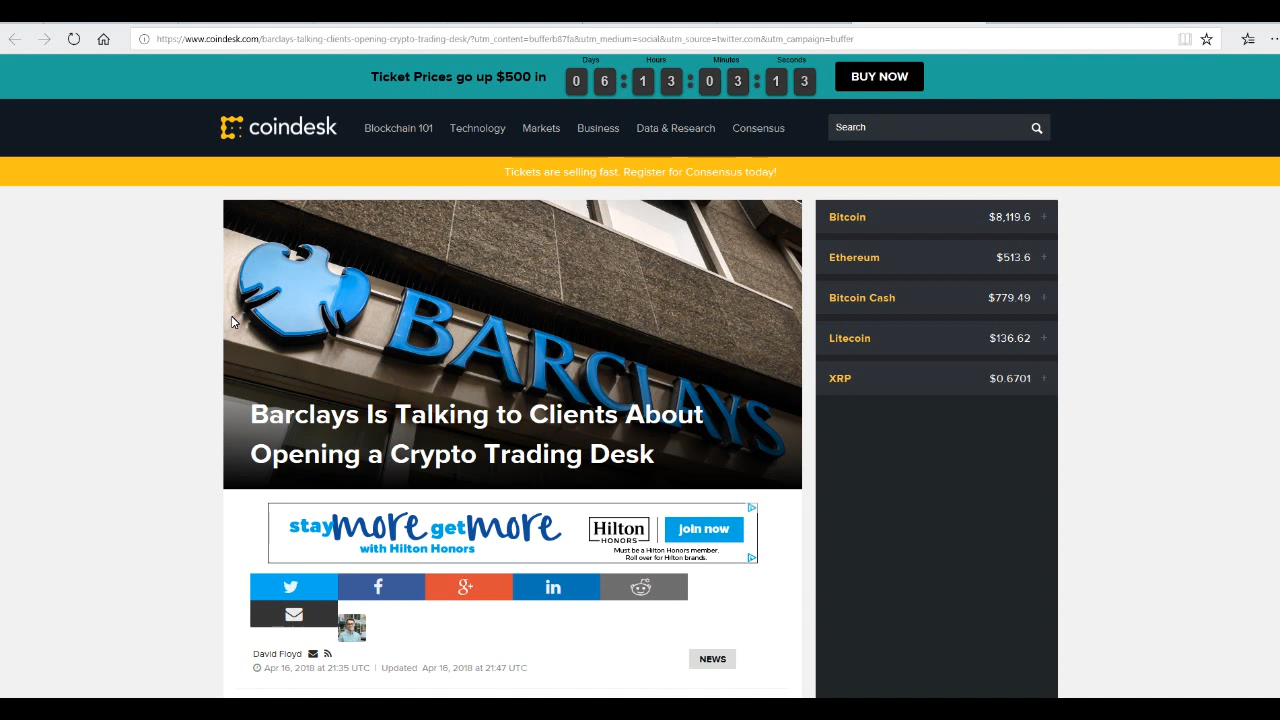 https://www.coindesk.com/barclays-talking-clients-opening-crypto-trading-desk/?utm_content=bufferb87fa&utm_medium=social&utm_source=twitter.com&utm_campaign=buffer
Days Hours Minutes Seconds
Ticket Prices go up $500 in 0 6 : 1 3 : 0 3 : 1 3 BUY NOW
coindesk Blockchain 101 Technology Markets Business Data & Research Consensus Search
Tickets are selling fast. Register for Consensus today!
BARCLAYS
Barclays Is Talking to Clients About
Opening a Crypto Trading Desk
Bitcoin $8,119.6 +
Ethereum $513.6 +
Bitcoin Cash $779.49 +
Litecoin $136.62 +
XRP $0.6701 +
stay more get more
with Hilton Honors
Hilton
HONORS
join now
Must be a Hilton Honors member.
Roll over for Hilton brands.
f g+ in
David Floyd
Apr 16, 2018 at 21:35 UTC | Updated Apr 16, 2018 at 21:47 UTC
NEWS